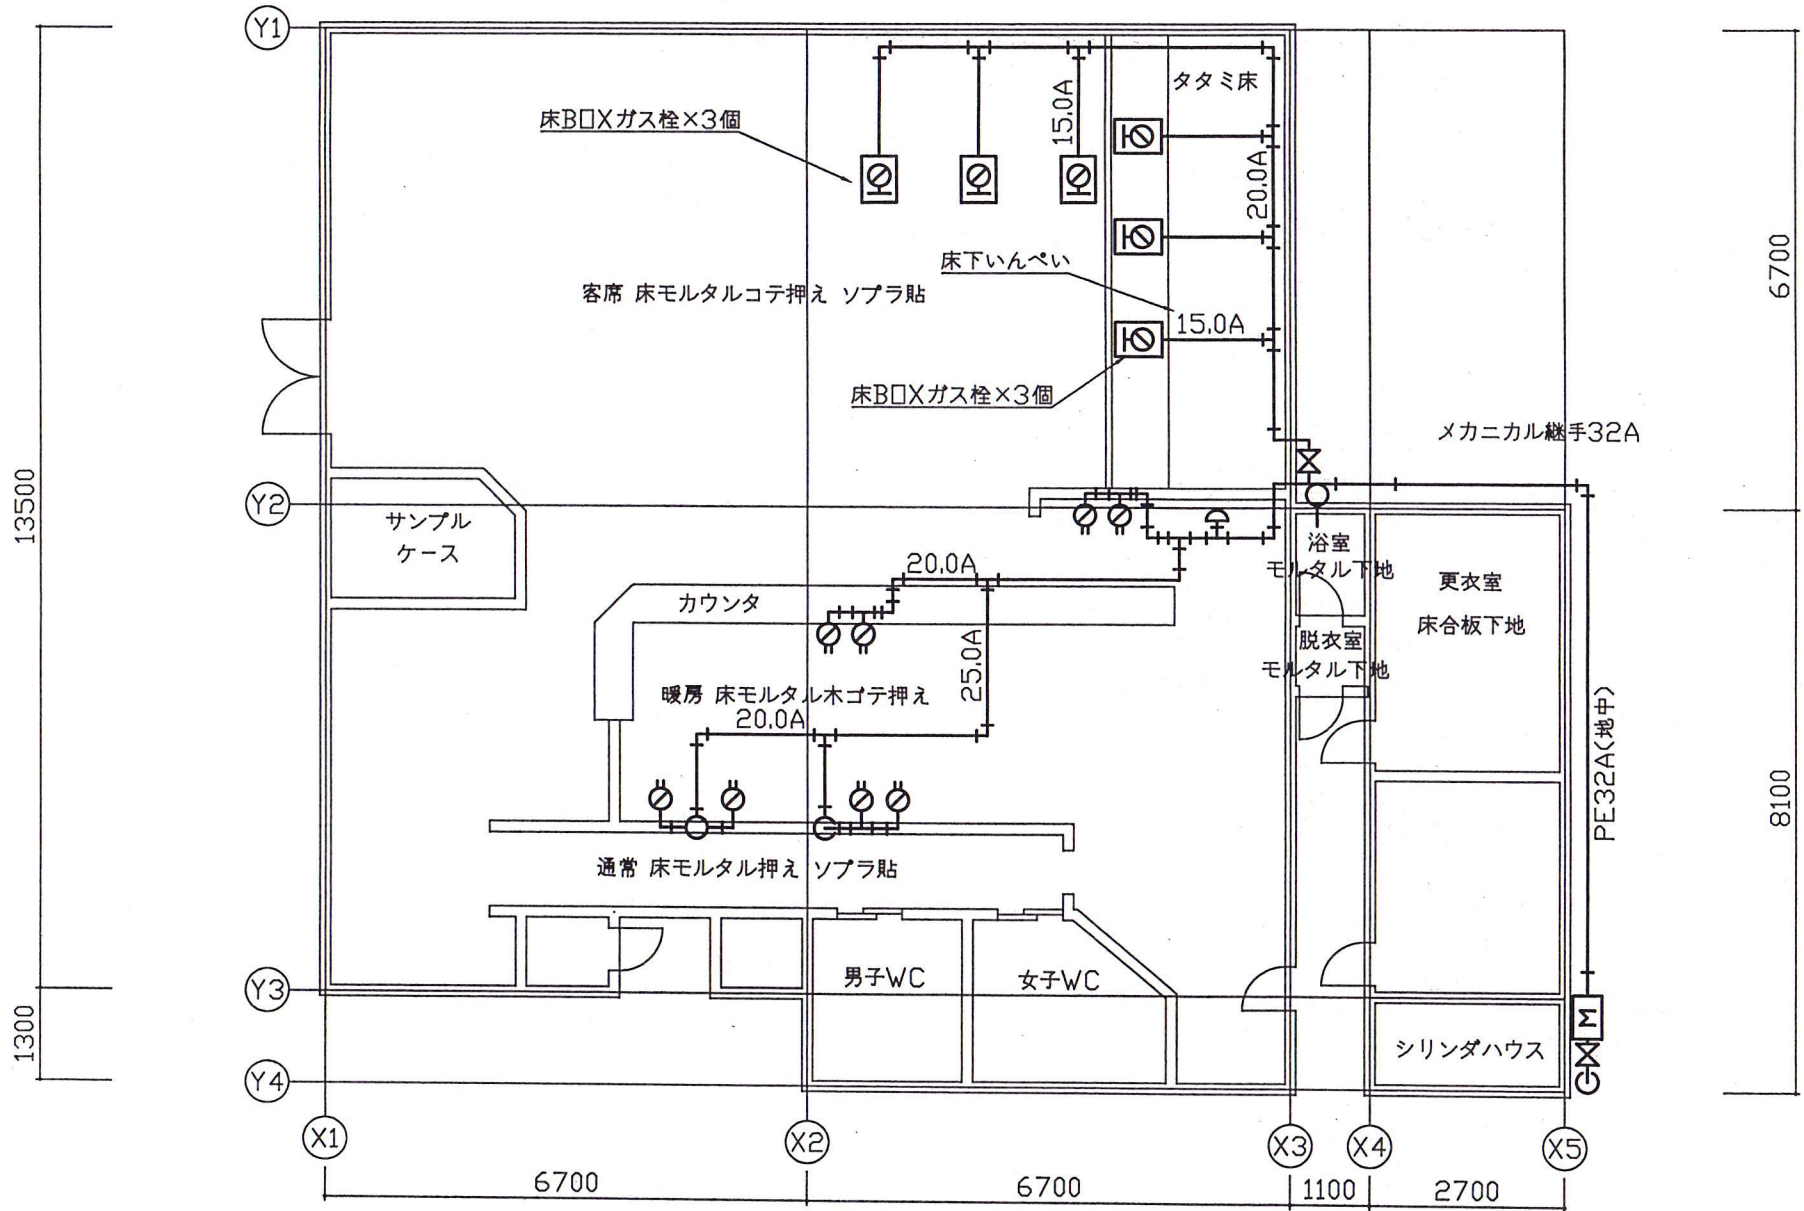 Y1
タタミ床
15.0A
床BOXガス栓×3個
20.0A
6700
床下いんぺい
客席 床モルタルコテ押え ソプラ貼
15.0A
床BOXガス栓×3個
メカニカル継手32A
13500
Y2
サンプル
ケース
浴室
モルタル下地
20.0A
更衣室
床合板下地
カウンタ
脱衣室
モルタル下地
25.0A
暖房 床モルタル木ゴテ押え
20.0A
PE32A(地中)
8100
通常 床モルタル押え ソプラ貼
男子WC
女子WC
Y3
M
1300
シリンダハウス
Y4
X1
X2
X3
X4
X5
6700
6700
1100
2700